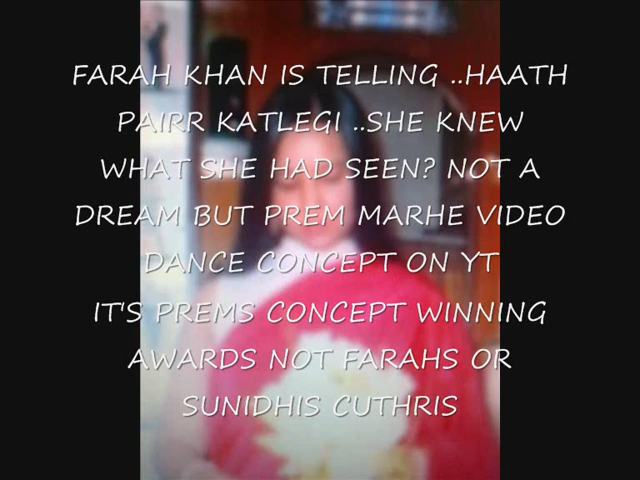 FARAH KHAN IS TELLING ..HAATH
PAIRR KATLEGI ..SHE KNEW
WHAT SHE HAD SEEN? NOT A
DREAM BUT PREM MARHE VIDEO
DANCE CONCEPT ON YT
IT'S PREMS CONCEPT WINNING
AWARDS NOT FARAHS OR
SUNIDHIS CUTHRIS